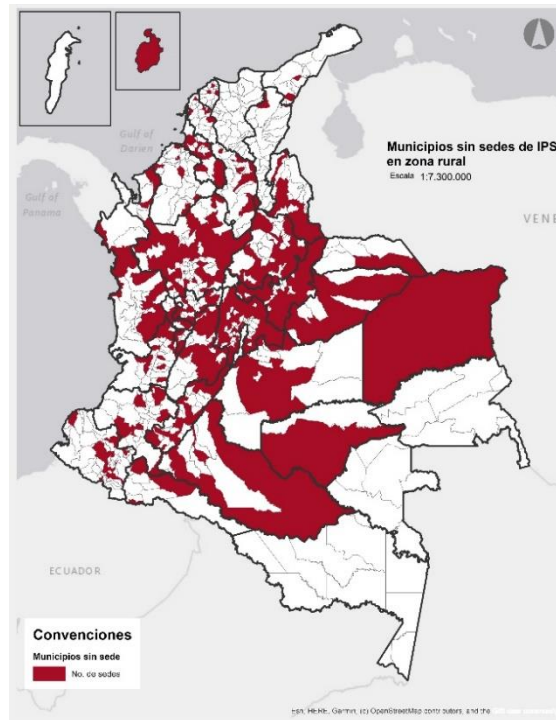 Gulf of
Darien
Gulf of
Panama
Municipios sin sedes de IPS
en zona rural
Escala 1:7.300.000
VENE
ECUADOR
Convenciones
Municipios sin sede
No. de sedes
Esri, HERE, Garmin, (c) OpenStreetMap contributors, and the